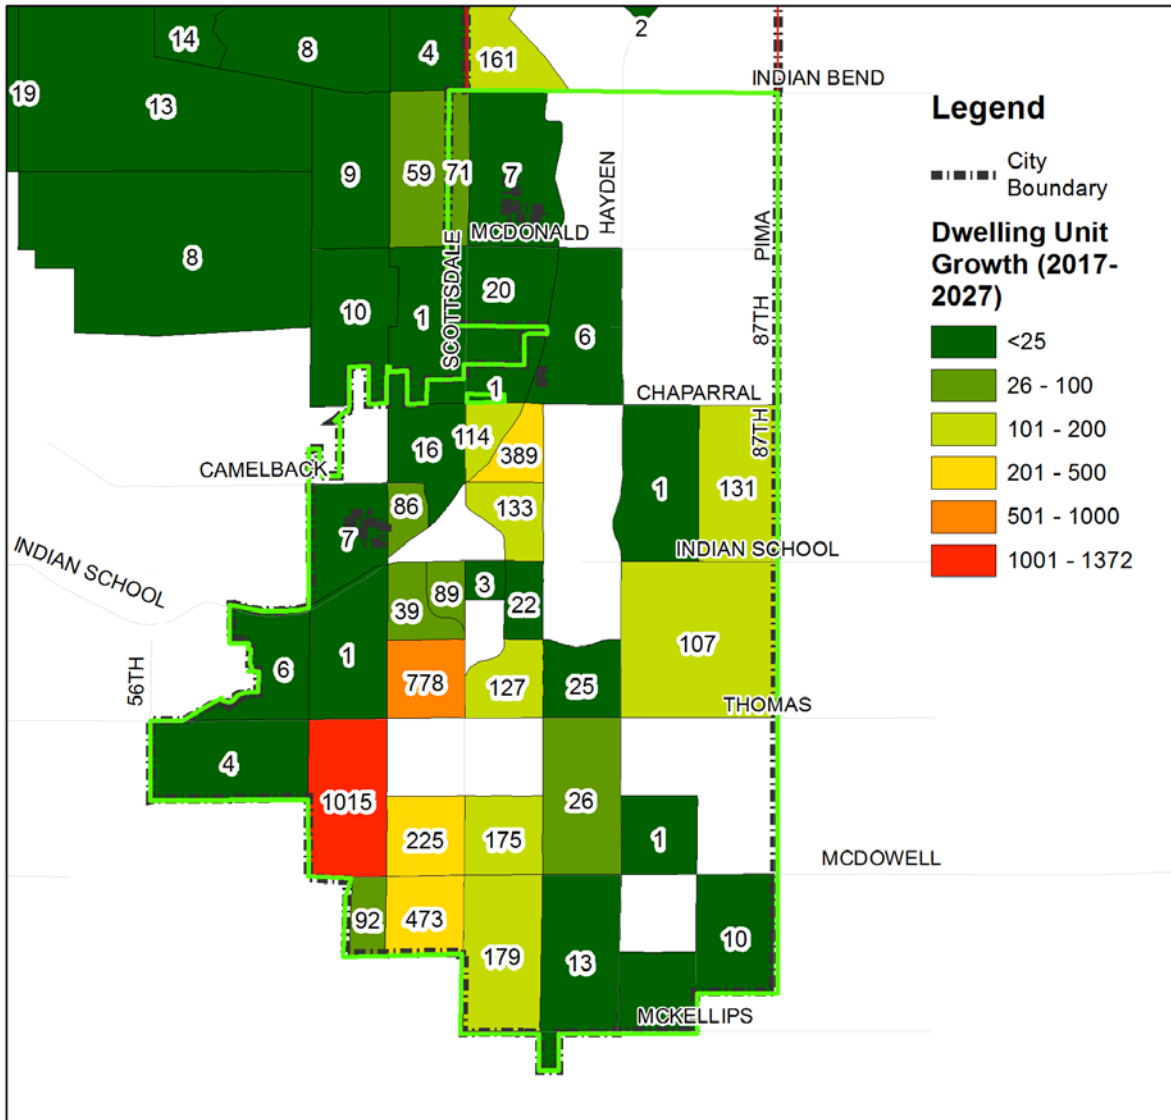 14
8
4
161
2
INDIAN BEND
19
13
9
59
71
7
HAYDEN
MCDONALD
PIMA
8
10
1
SCOTTSDALE
20
6
87TH
1
CHAPARRAL
16
114
389
87TH
CAMELBACK
1
131
86
133
7
INDIAN SCHOOL
INDIAN SCHOOL
39
89
3
22
6
1
107
56TH
778
127
25
THOMAS
4
1015
26
225
175
1
MCDOWELL
92
473
179
13
10
MCKELLIPS
Legend
City
Boundary
Dwelling Unit
Growth (2017-
2027)
<25
26 - 100
101 - 200
201 - 500
501 - 1000
1001 - 1372